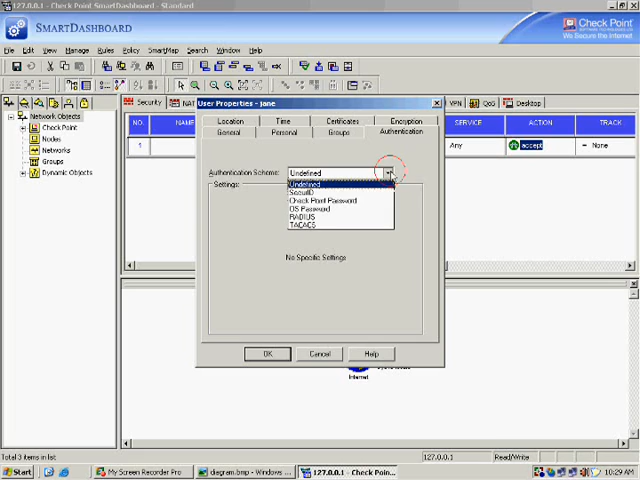 127.0.0.1 - Check Point SmartDashboard - Standard
SMARTDASHBOARD
Check Point
We Secure the Internet.
File Edit View Manage Rules Policy SmartMap Search Window Help
Security NAT VPN QoS Desktop
Network Objects
Check Point
Nodes
Networks
Groups
Dynamic Objects
NO. NAME SERVICE ACTION TRACK
1 Any accept None
User Properties - jane
Location Time Certificates Encryption
General Personal Groups Authentication
Authentication Scheme: Undefined
Settings:
Undefined
SecurID
Check Point Password
OS Password
RADIUS
TACACS
No Specific Settings
OK Cancel Help
Internet
Total 3 items in list 127.0.0.1 Read/Write
Start My Screen Recorder Pro diagram.bmp - Windows ... 127.0.0.1 - Check Poin... 10:29 AM